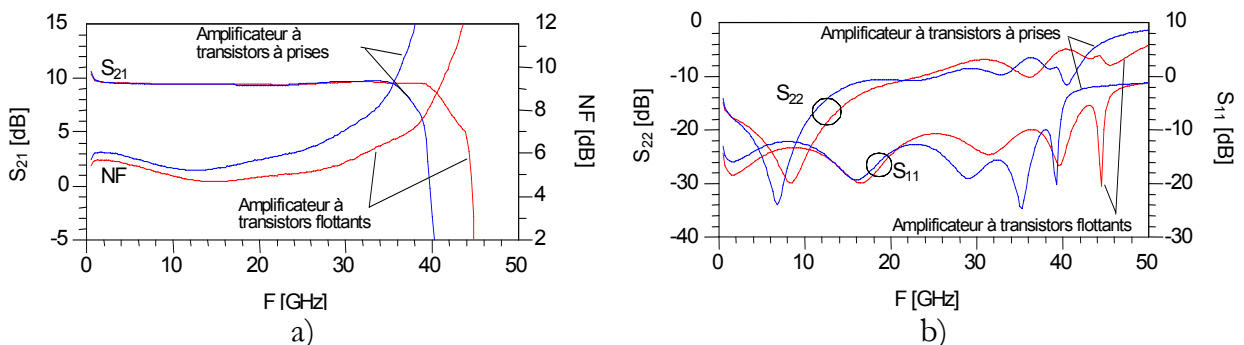 15
10
5
0
-5
S21 [dB]
12
10
8
6
4
2
NF [dB]
0
10
20
30
40
50
F [GHz]
Amplificateur à
transistors à
prises
S21
NF
Amplificateur à
transistors flottants
a)
0
-10
-20
-30
-40
S22 [dB]
10
0
-10
-20
-30
S11 [dB]
0
10
20
30
40
50
F [GHz]
Amplificateur à transistors à prises
S22
S11
Amplificateur à transistors flottants
b)